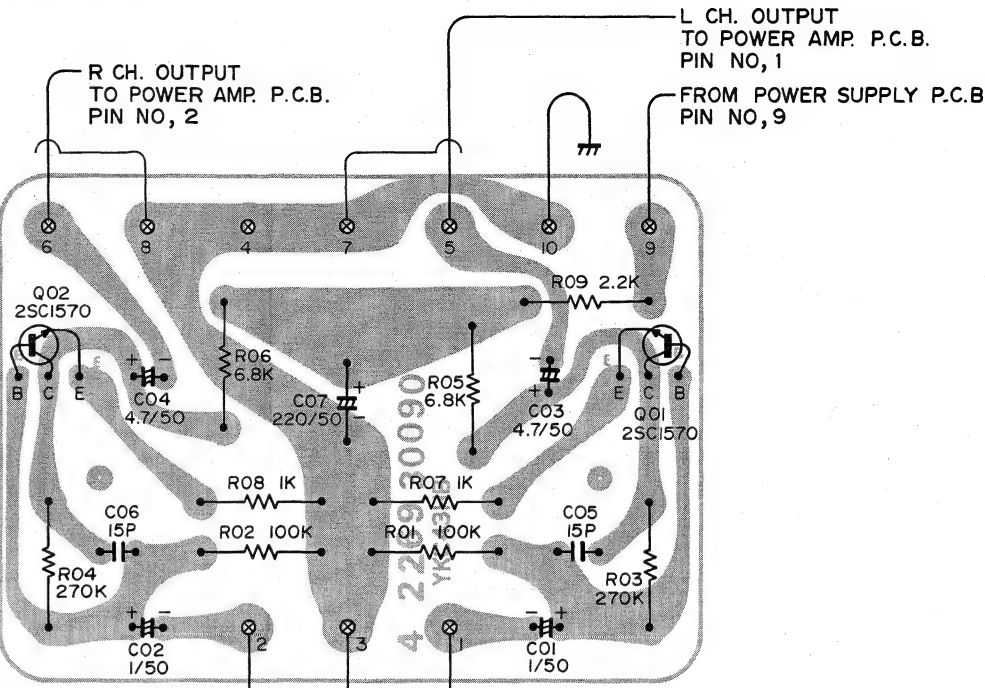 L CH. OUTPUT
TO POWER AMP. P.C.B.
PIN NO, 1
R CH. OUTPUT
TO POWER AMP. P.C.B.
PIN NO, 2
FROM POWER SUPPLY P.C.B
PIN NO, 9
6 8 4 7 5 10 9
R09 2.2K
Q02
2SC1570
B C E
E
+ -
C04
4.7/50
R06
6.8K
C07
220/50
+
-
R05
6.8K
-
+
C03
4.7/50
E
E C B
Q01
2SC1570
R08 1K
R07 1K
C06
15P
R02 100K
R01 100K
C05
15P
R04
270K
R03
270K
+ -
C02
1/50
2
3
1
- +
C01
1/50
4 2269 30090